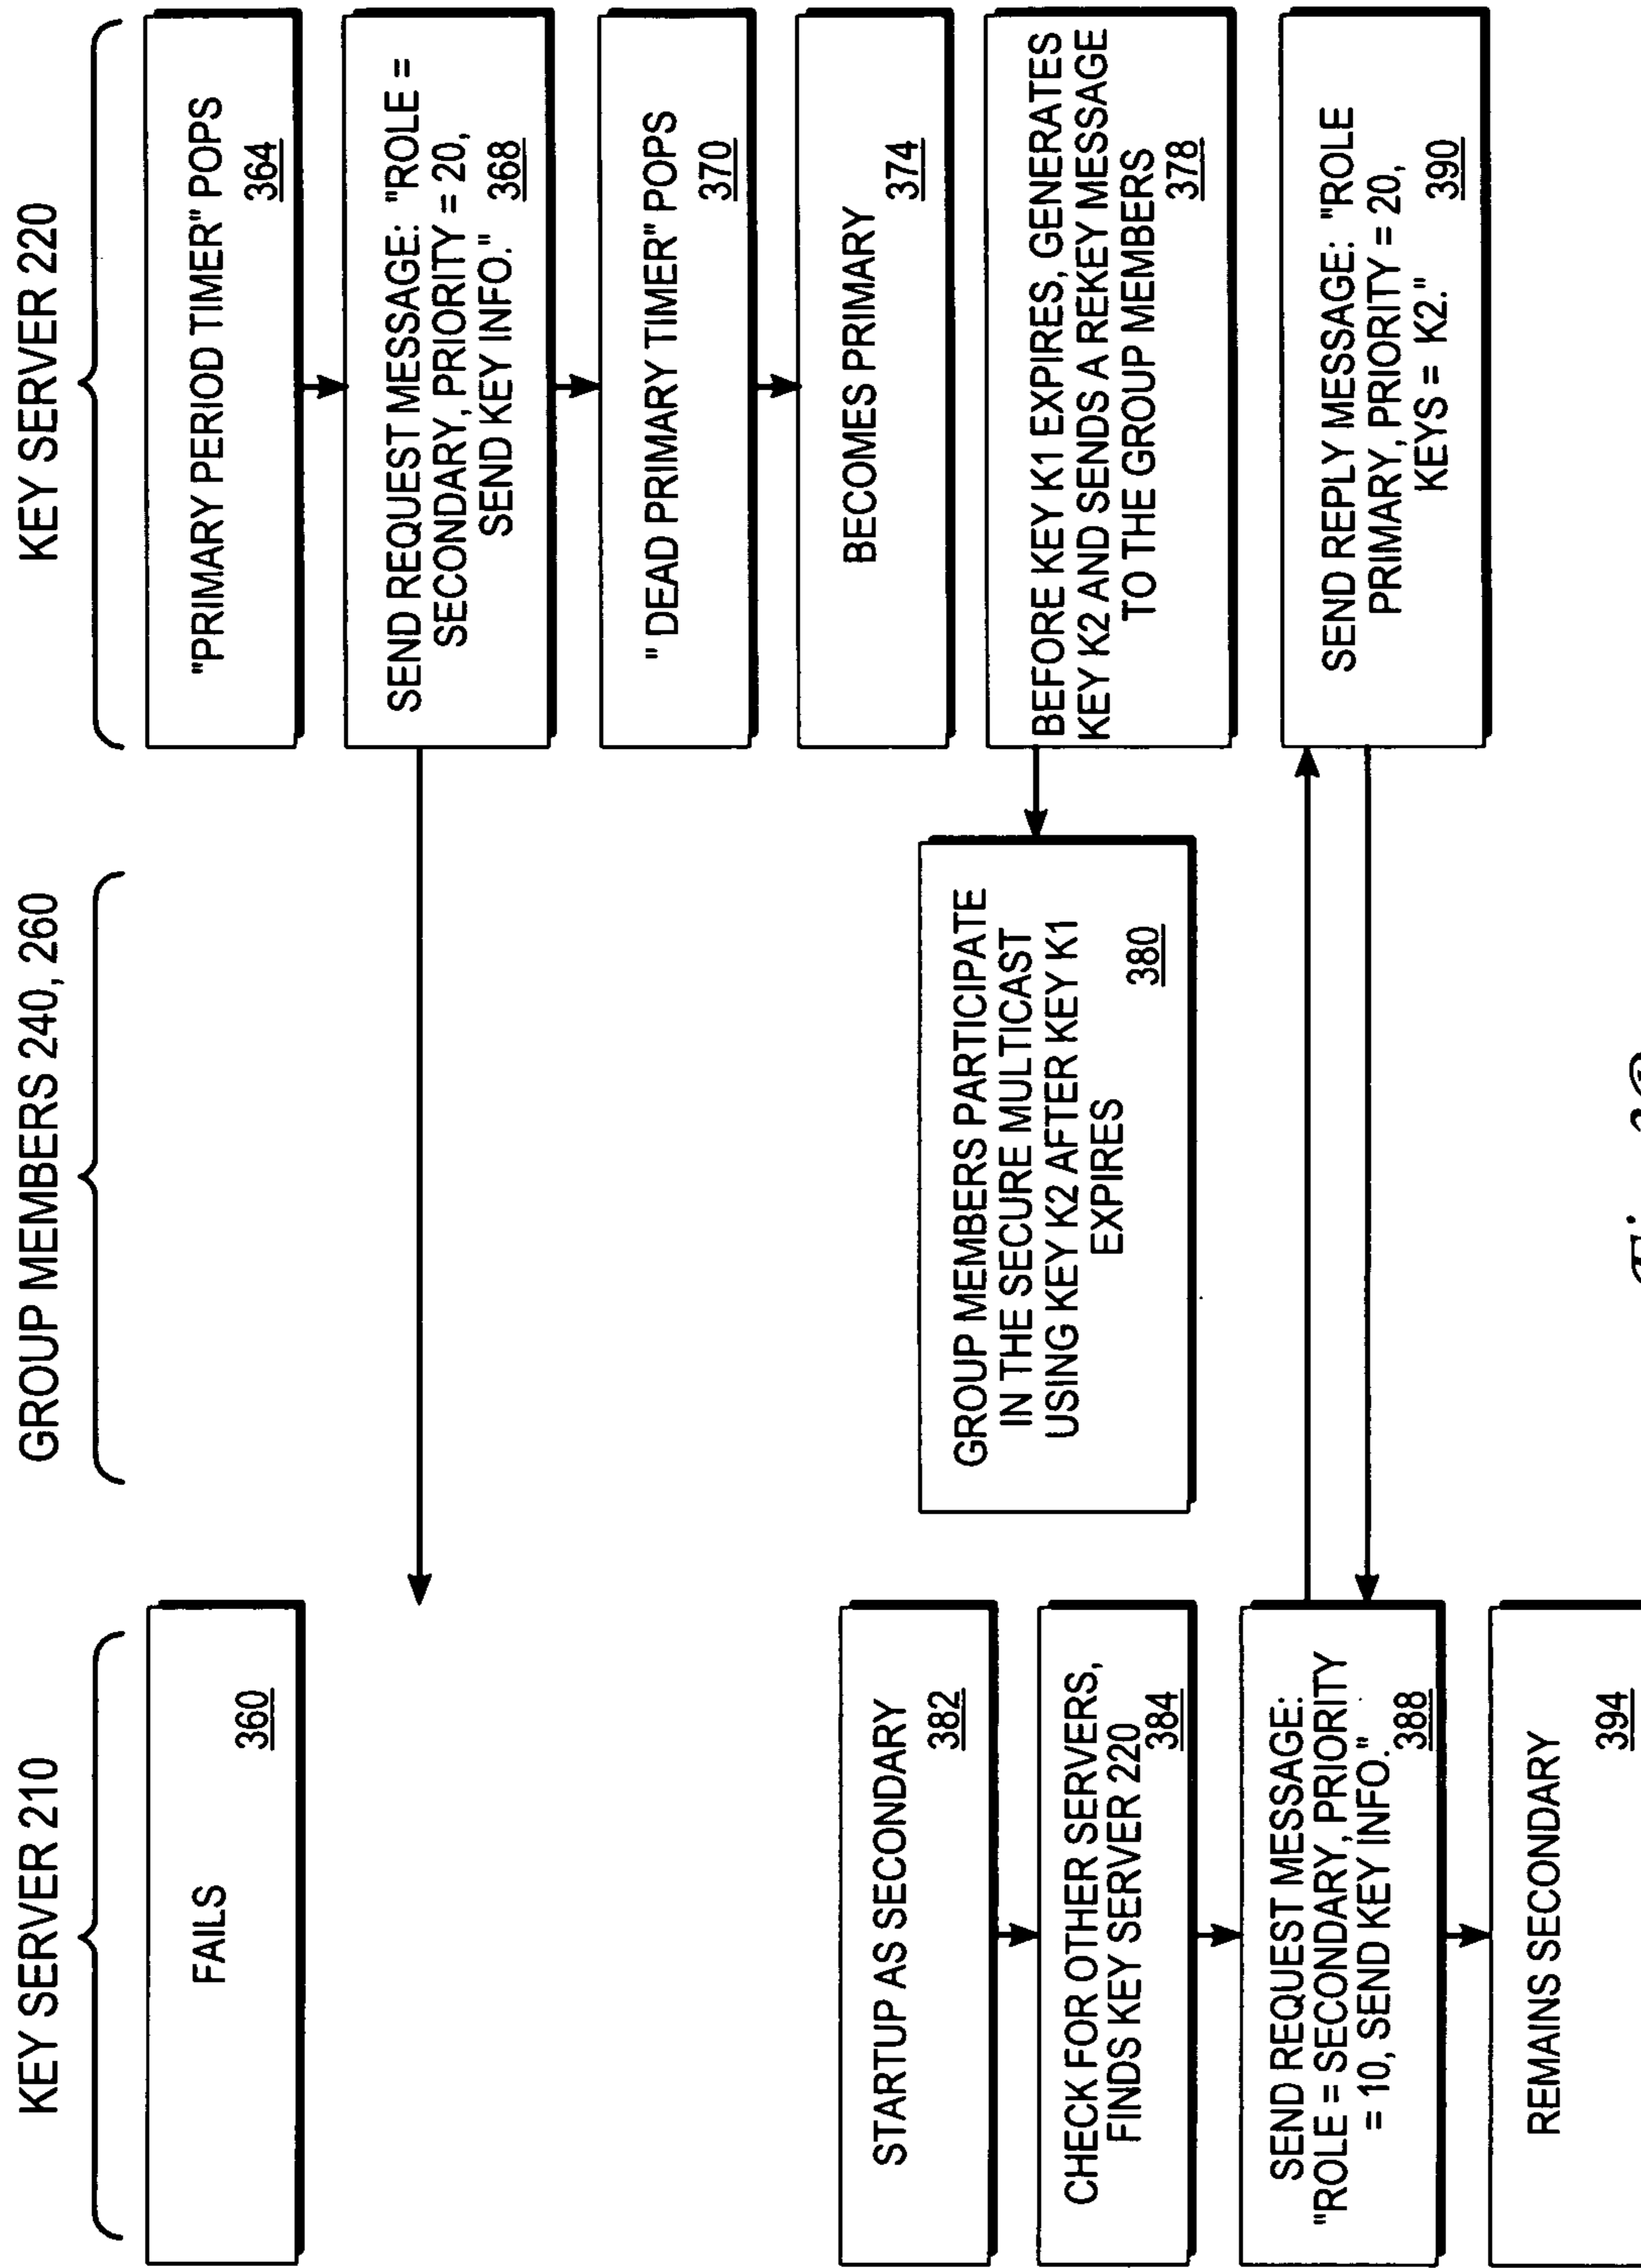 KEY SERVER 210
FAILS
360
STARTUP AS SECONDARY
382
CHECK FOR OTHER SERVERS,
FINDS KEY SERVER 220
384
SEND REQUEST MESSAGE:
"ROLE = SECONDARY, PRIORITY
= 10, SEND KEY INFO."
388
REMAINS SECONDARY
394
GROUP MEMBERS 240, 260
GROUP MEMBERS PARTICIPATE
IN THE SECURE MULTICAST
USING KEY K2 AFTER KEY K1
EXPIRES
380
KEY SERVER 220
"PRIMARY PERIOD TIMER" POPS
364
SEND REQUEST MESSAGE: "ROLE =
SECONDARY, PRIORITY = 20,
SEND KEY INFO."
368
"DEAD PRIMARY TIMER" POPS
370
BECOMES PRIMARY
374
BEFORE KEY K1 EXPIRES, GENERATES
KEY K2 AND SENDS A REKEY MESSAGE
TO THE GROUP MEMBERS
378
SEND REPLY MESSAGE: "ROLE
PRIMARY, PRIORITY = 20,
KEYS = K2."
390